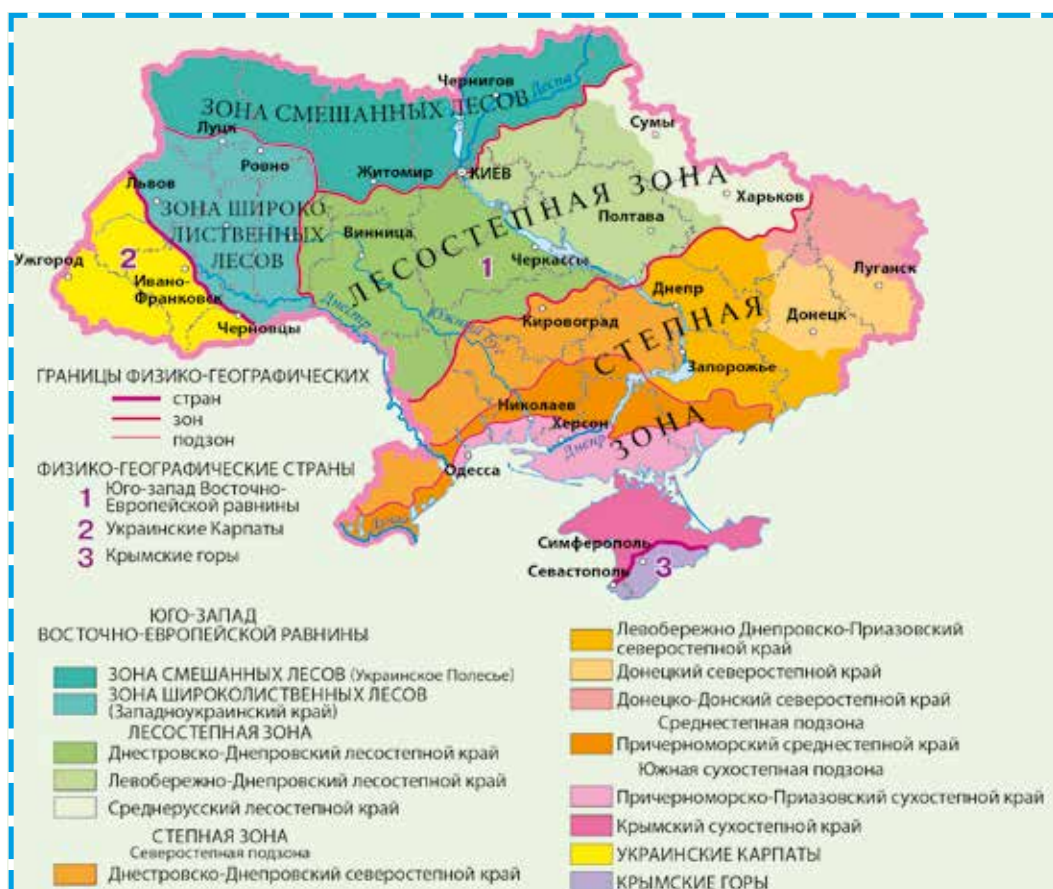 Чернигов
Десна
ЗОНА СМЕШАННЫХ ЛЕСОВ
Сумы
Луцк
Ровно
Житомир
КИЕВ
Львов
ЗОНА ШИРОКО
ЛИСТВЕННЫХ
ЛЕСОВ
ЛЕСОСТЕПНАЯ ЗОНА
Харьков
Полтава
Винница
Ужгород
2
1
Черкассы
Ивано-
Франковск
Луганск
Днепр
Черновцы
Днестр
Южный Буг
Кировоград
Донецк
СТЕПНАЯ
ЗОНА
Запорожье
Николаев
Херсон
Днепр
Одесса
Дунай
Симферополь
Севастополь
3
ГРАНИЦЫ ФИЗИКО-ГЕОГРАФИЧЕСКИХ
стран
зон
подзон
ФИЗИКО-ГЕОГРАФИЧЕСКИЕ СТРАНЫ
1 Юго-запад Восточно-
Европейской равнины
2 Украинские Карпаты
3 Крымские горы
ЮГО-ЗАПАД
ВОСТОЧНО-ЕВРОПЕЙСКОЙ РАВНИНЫ
ЗОНА СМЕШАННЫХ ЛЕСОВ (Украинское Полесье)
ЗОНА ШИРОКОЛИСТВЕННЫХ ЛЕСОВ
(Западноукраинский край)
ЛЕСОСТЕПНАЯ ЗОНА
Днестровско-Днепровский лесостепной край
Левобережно-Днепровский лесостепной край
Среднерусский лесостепной край
СТЕПНАЯ ЗОНА
Северостепная подзона
Днестровско-Днепровский северостепной край
Левобережно Днепровско-Приазовский
северостепной край
Донецкий северостепной край
Донецко-Донский северостепной край
Среднестепная подзона
Причерноморский среднестепной край
Южная сухостепная подзона
Причерноморско-Приазовский сухостепной край
Крымский сухостепной край
УКРАИНСКИЕ КАРПАТЫ
КРЫМСКИЕ ГОРЫ